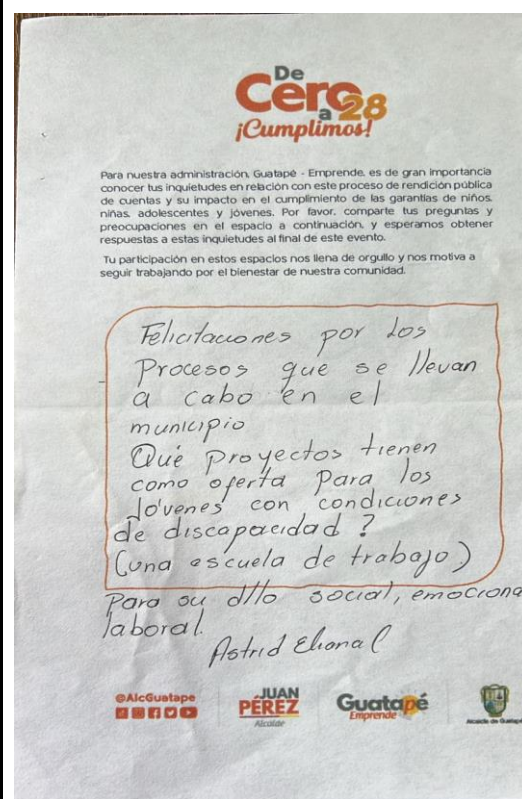 De
Cero
a 28
¡Cumplimos!
Para nuestra administración, Guatapé - Emprende, es de gran importancia
conocer tus inquietudes en relación con este proceso de rendición pública
de cuentas y su impacto en el cumplimiento de las garantías de niños,
niñas, adolescentes y jóvenes. Por favor, comparte tus preguntas y
preocupaciones en el espacio a continuación, y esperamos obtener
respuestas a estas inquietudes al final de este evento.
Tu participación en estos espacios nos llena de orgullo y nos motiva a
seguir trabajando por el bienestar de nuestra comunidad.
Felicitaciones por los
Procesos que se llevan
a cabo en el
municipio
Qué proyectos tienen
como oferta para los
Jóvenes con condiciones
de discapacidad?
(una escuela de trabajo)
Para su d/lo social, emociona
laboral.
Astrid
@AlcGuatape
JUAN
PÉREZ
Alcalde
Guatapé
Emprende
Alcaldía de Guatapé